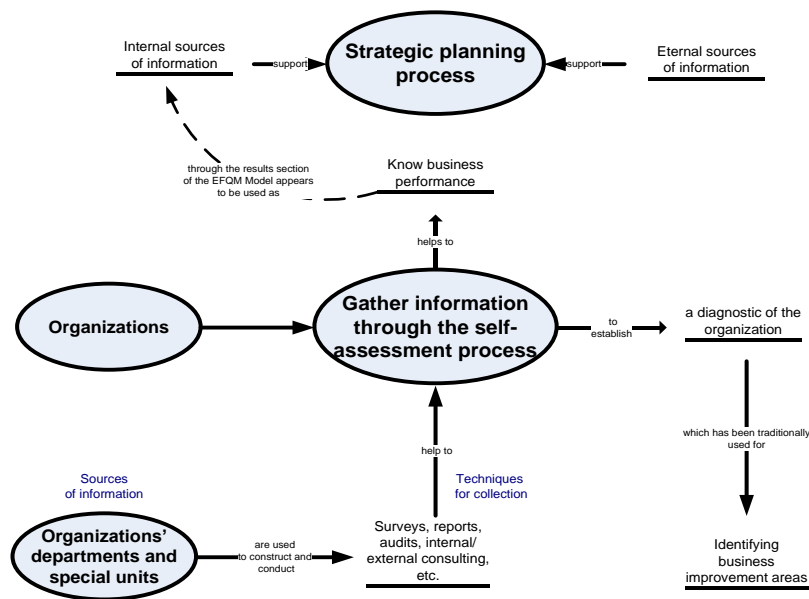 Internal sources
of information
support
Strategic planning
process
support
Eternal sources
of information
through the results section
of the EFQM Model appears
to be used as
Know business
performance
helps to
Organizations
Gather information
through the self-
assessment process
to
establish
a diagnostic of the
organization
which has been traditionally
used for
help to
Sources
of information
Techniques
for collection
Organizations'
departments and
special units
are used
to construct and
conduct
Surveys, reports,
audits, internal/
external consulting,
etc.
Identifying
business
improvement areas